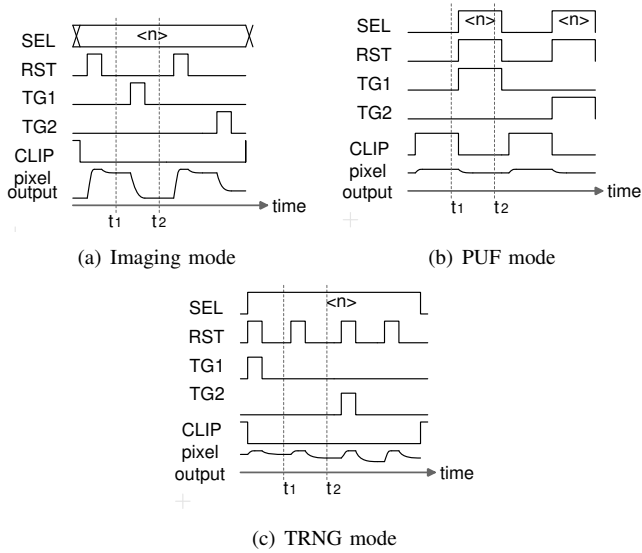 SEL
<n>
RST
TG1
TG2
CLIP
pixel
output
time
t1
t2
(a) Imaging mode
SEL
<n>
<n>
RST
TG1
TG2
CLIP
pixel
output
time
t1
t2
(b) PUF mode
SEL
<n>
RST
TG1
TG2
CLIP
pixel
output
time
t1
t2
(c) TRNG mode